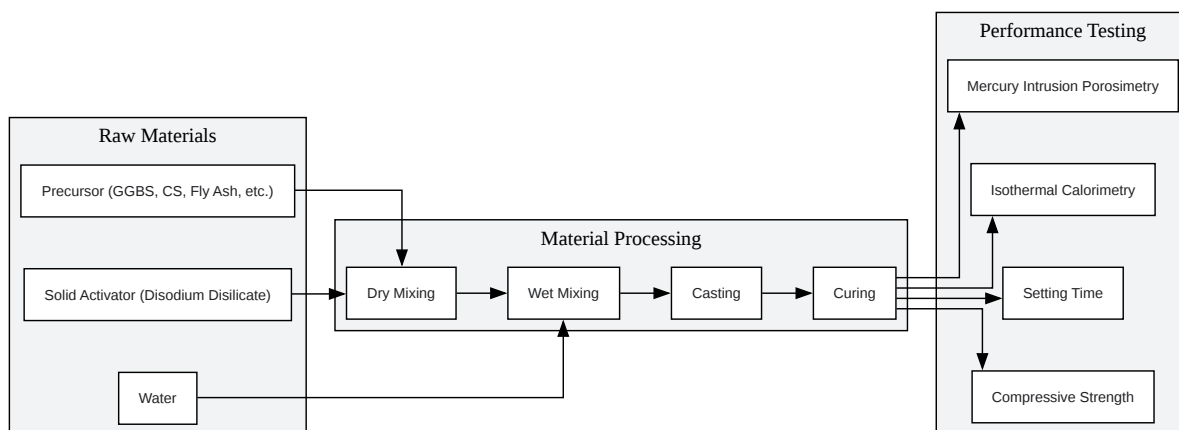 Raw Materials
Precursor (GGBS, CS, Fly Ash, etc.)
Solid Activator (Disodium Disilicate)
Water
Material Processing
Dry Mixing
Wet Mixing
Casting
Curing
Performance Testing
Mercury Intrusion Porosimetry
Isothermal Calorimetry
Setting Time
Compressive Strength